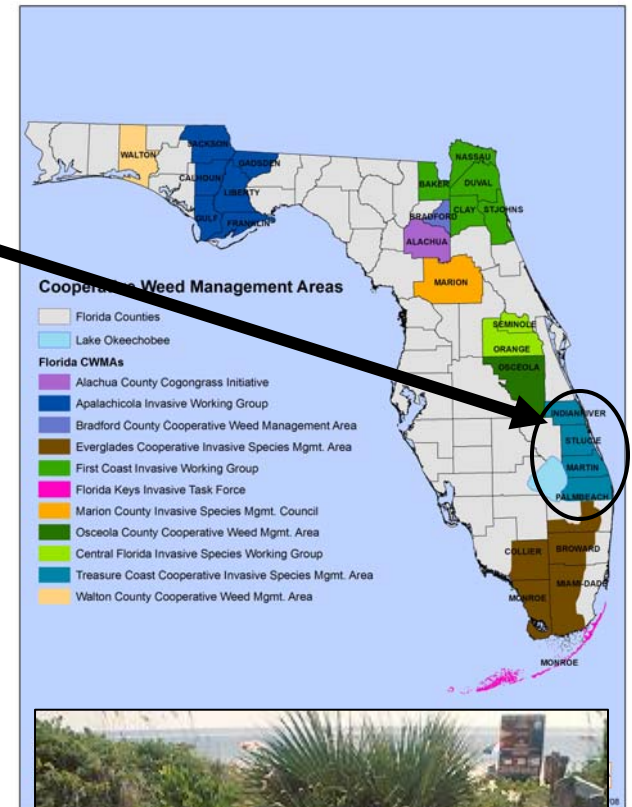 WALTON
JACKSON
GADSDEN
CALHOUN
LIBERTY
GULF
FRANKLIN
NASSAU
BAKER
DUVAL
BRADFORD
CLAY
STJOHNS
ALACHUA
MARION
Cooperative Weed Management Areas
Florida Counties
Lake Okeechobee
Florida CWMAs
Alachua County Cogongrass Initiative
Apalachicola Invasive Working Group
Bradford County Cooperative Weed Management Area
Everglades Cooperative Invasive Species Mgmt. Area
First Coast Invasive Working Group
Florida Keys Invasive Task Force
Marion County Invasive Species Mgmt. Council
Osceola County Cooperative Weed Mgmt. Area
Central Florida Invasive Species Working Group
Treasure Coast Cooperative Invasive Species Mgmt. Area
Walton County Cooperative Weed Mgmt. Area
SEMINOLE
ORANGE
OSCEOLA
INDIANRIVER
STLUCIE
MARTIN
PALMBEACH
COLLIER
BROWARD
MIAMI-DADE
MONROE
MONROE